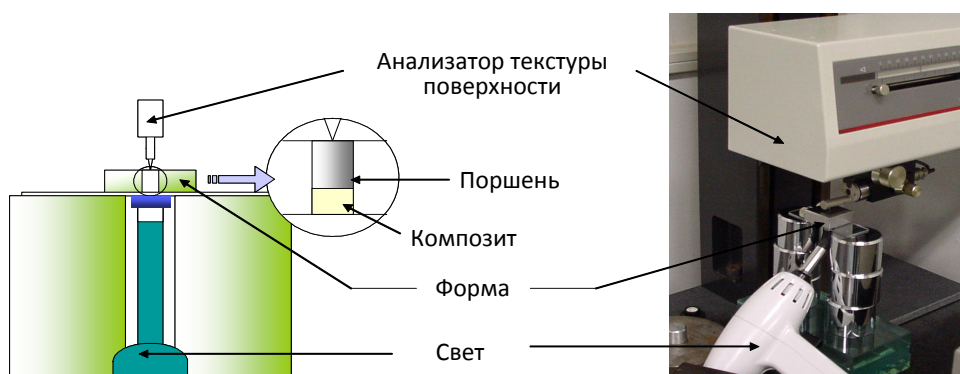 Анализатор текстуры
поверхности
Поршень
Композит
Форма
Свет